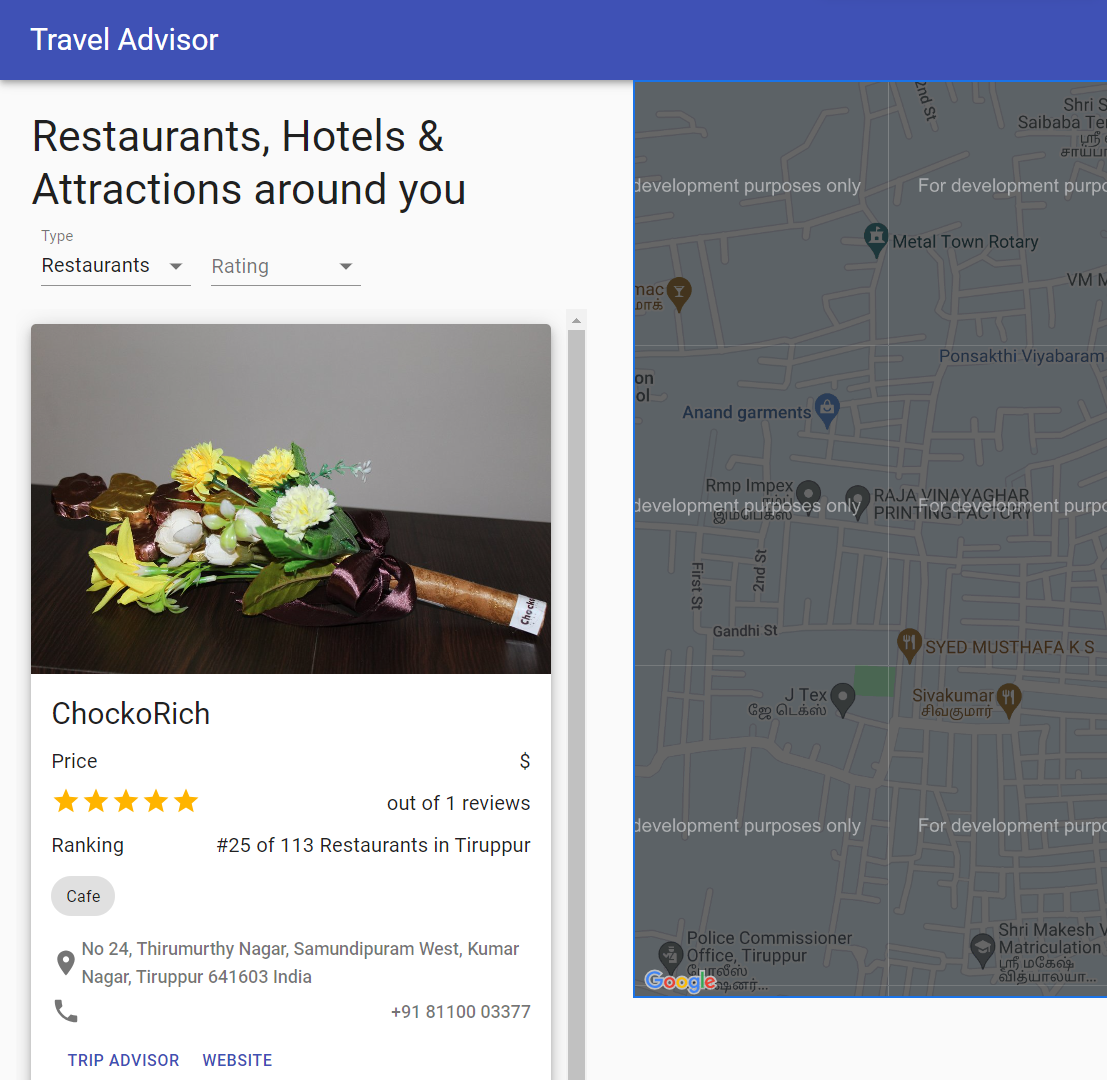 Travel Advisor
Restaurants, Hotels &
Attractions around you
Type
Restaurants
Rating
Chocko
ChockoRich
Price
$
out of 1 reviews
Ranking
#25 of 113 Restaurants in Tiruppur
Cafe
No 24, Thirumurthy Nagar, Samundipuram West, Kumar
Nagar, Tiruppur 641603 India
+91 81100 03377
TRIP ADVISOR
WEBSITE
2nd St
Shri S
Saibaba Te
ஸ்ரீ
சாய்பா
development purposes only
For development purpo
Metal Town Rotary
mac
மாக்
VM M
Ponsakthi Viyabaram
on
ol
Anand garments
Rmp Impex
ரம்ப்
இம்பெக்ஸ்
RAJA VINAYAGHAR
PRINTING FACTORY
development purposes only
For development purpo
First St
2nd St
Gandhi St
SYED MUSTHAFA K S
J Tex
ஜே டெக்ஸ்
Sivakumar
சிவகுமார்
development purposes only
For development purpo
Police Commissioner
Office, Tiruppur
போலீஸ்
ஷனர்...
Shri Makesh V
Matriculation
ஸ்ரீ மகேஷ்
வித்யாலயா...
Google